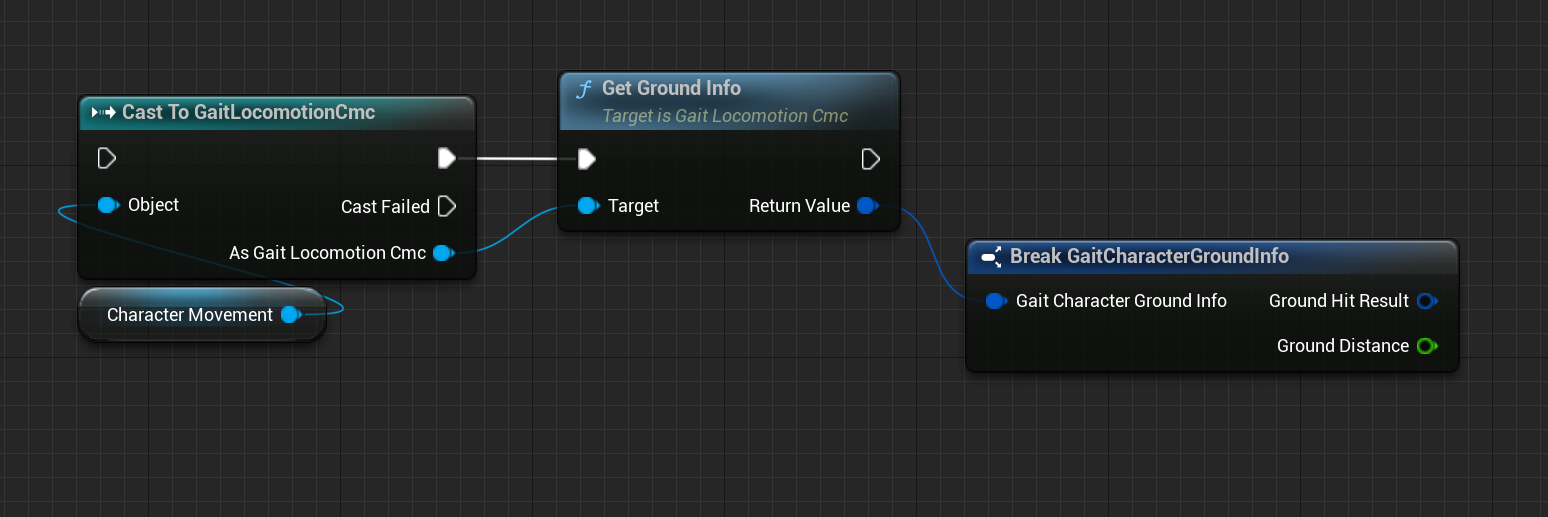 Cast To GaitLocomotionCmc
Object
Cast Failed
As Gait Locomotion Cmc
Character Movement
f Get Ground Info
Target is Gait Locomotion Cmc
Target
Return Value
Break GaitCharacterGroundInfo
Gait Character Ground Info
Ground Hit Result
Ground Distance